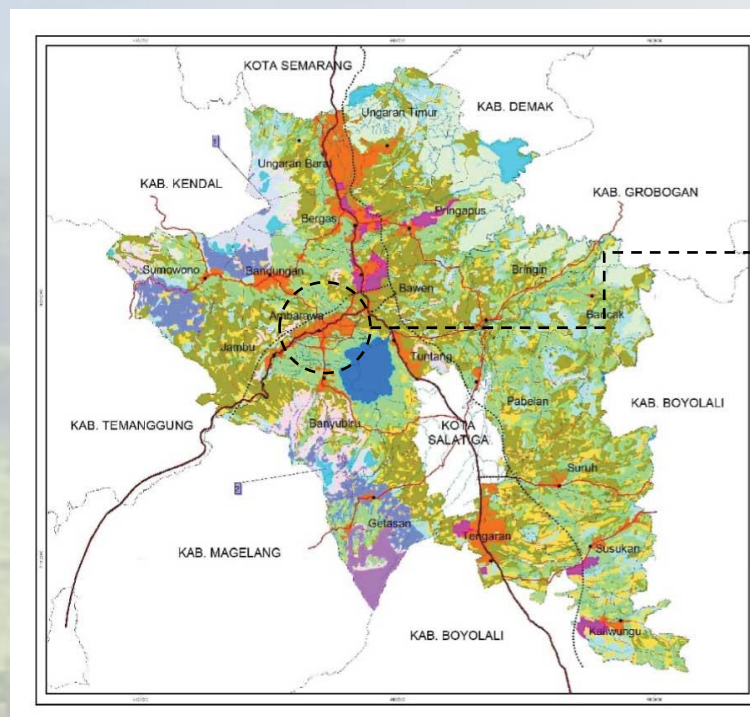 KOTA SEMARANG
Ungaran Timur
KAB. DEMAK
Ungaran Barat
KAB. KENDAL
KAB. GROBOGAN
Pringapus
Bergas
Sumowono
Bandungan
Bringin
Bawen
Ambarawa
Bancak
Jambu
Tuntang
Pabelan
KAB. BOYOLALI
KAB. TEMANGGUNG
Banyubiru
KOTA
SALATIGA
Suruh
Getasan
Tengaran
KAB. MAGELANG
Susukan
KAB. BOYOLALI
Kaliwungu